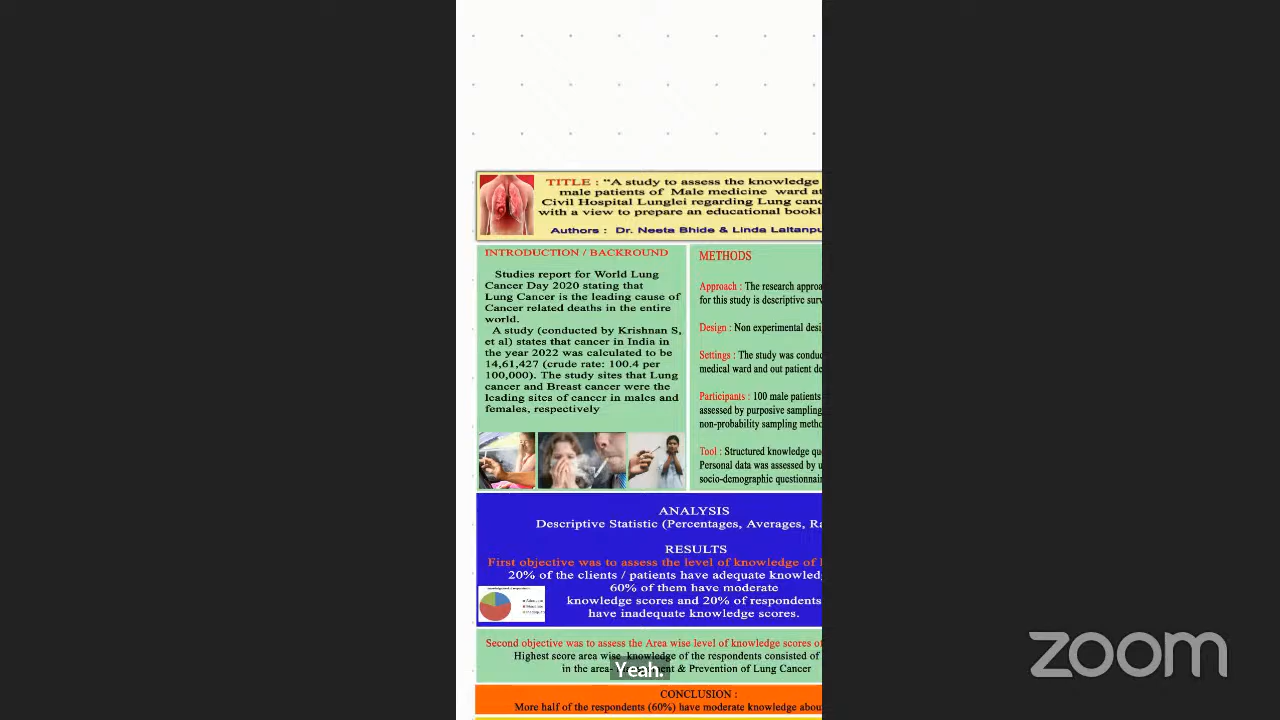 TITLE : “A study to assess the knowledge
male patients of Male medicine ward at
Civil Hospital Lunglei regarding Lung canc
with a view to prepare an educational bookl
Authors : Dr. Neeta Bhide & Linda Laltanpu
INTRODUCTION / BACKROUND
Studies report for World Lung
Cancer Day 2020 stating that
Lung Cancer is the leading cause of
Cancer related deaths in the entire
world.
A study (conducted by Krishnan S,
et al) states that cancer in India in
the year 2022 was calculated to be
14,61,427 (crude rate: 100.4 per
100,000). The study sites that Lung
cancer and Breast cancer were the
leading sites of cancer in males and
females, respectively
METHODS
Approach : The research approa
for this study is descriptive surv
Design : Non experimental desi
Settings : The study was conduc
medical ward and out patient de
Participants : 100 male patients
assessed by purposive sampling
non-probability sampling metho
Tool : Structured knowledge qu
Personal data was assessed by u
socio-demographic questionnair
ANALYSIS
Descriptive Statistic (Percentages, Averages, Ra
RESULTS
First objective was to assess the level of knowledge of
20% of the clients / patients have adequate knowledg
60% of them have moderate
knowledge scores and 20% of respondents
have inadequate knowledge scores.
Second objective was to assess the Area wise level of knowledge scores of
Highest score area wise knowledge of the respondents consisted of
in the area- & Prevention of Lung Cancer
Yeah.
CONCLUSION :
More half of the respondents (60%) have moderate knowledge abou
zoom